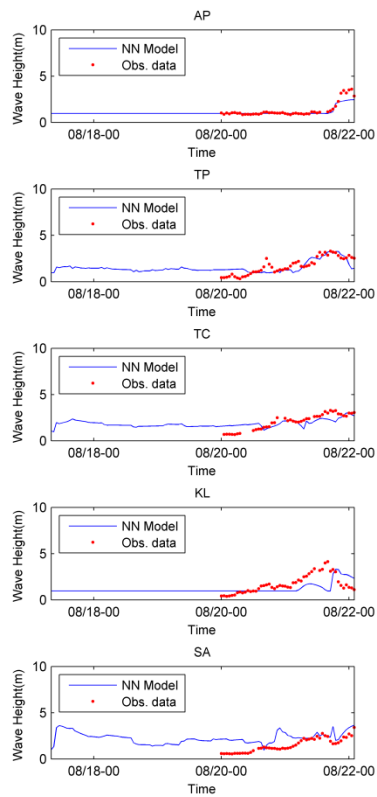 AP
10
5
0
Wave Height(m)
NN Model
Obs. data
08/18-00 08/20-00 08/22-00
Time
TP
10
5
0
Wave Height(m)
NN Model
Obs. data
08/18-00 08/20-00 08/22-00
Time
TC
10
5
0
Wave Height(m)
NN Model
Obs. data
08/18-00 08/20-00 08/22-00
Time
KL
10
5
0
Wave Height(m)
NN Model
Obs. data
08/18-00 08/20-00 08/22-00
Time
SA
10
5
0
Wave Height(m)
NN Model
Obs. data
08/18-00 08/20-00 08/22-00
Time